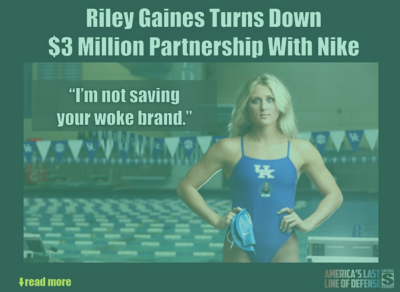 Riley Gaines Turns Down
$3 Million Partnership With Nike
“I’m not saving
your woke brand.”
UK
read more
AMERICA'S LAST
LINE OF DEFENSE
S